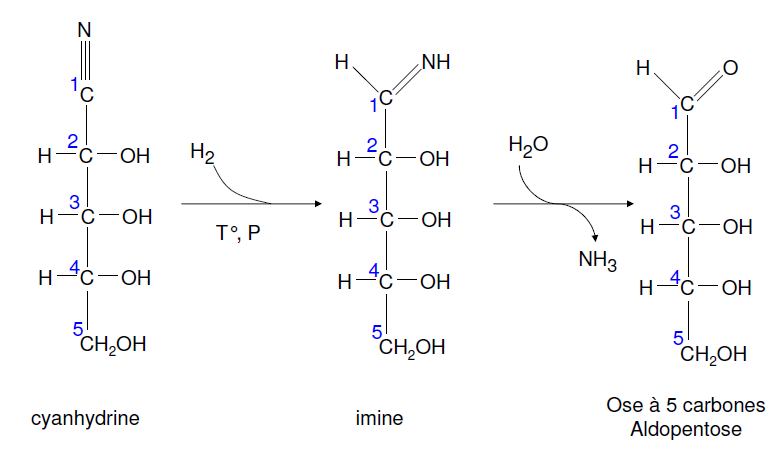 N
1
C
2
H C OH
3
H C OH
4
H C OH
5
CH2OH
cyanhydrine
H2
T°, P
H NH
1
C
2
H C OH
3
H C OH
4
H C OH
5
CH2OH
imine
H2O
NH3
H O
1
C
2
H C OH
3
H C OH
4
H C OH
5
CH2OH
Ose à 5 carbones
Aldopentose